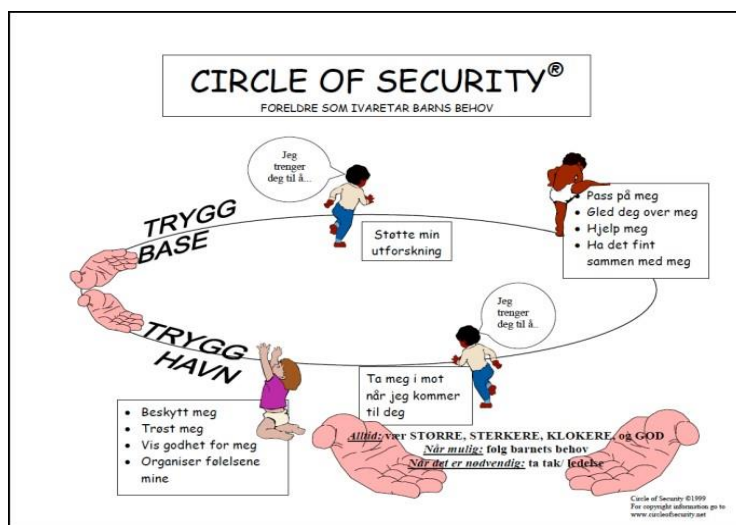 CIRCLE OF SECURITY®
FORELDRE SOM IVARETAR BARNS BEHOV
Jeg
trenger
deg til å...
TRYGG
BASE
Støtte min
utforskning
• Pass på meg
• Gled deg over meg
• Hjelp meg
• Ha det fint
sammen med meg
Jeg
trenger
deg til å..
TRYGG
HAVN
Ta meg i mot
når jeg kommer
til deg
• Beskytt meg
• Trøst meg
• Vis godhet for meg
• Organiser følelsene
mine
Alltid: vær STØRRE, STERKERE, KLOKERE, og GOD
Når mulig: følg barnets behov
Når det er nødvendig: ta tak/ ledelse
Circle of Security ©1999
For copyright information go to
www.circleofsecurity.net